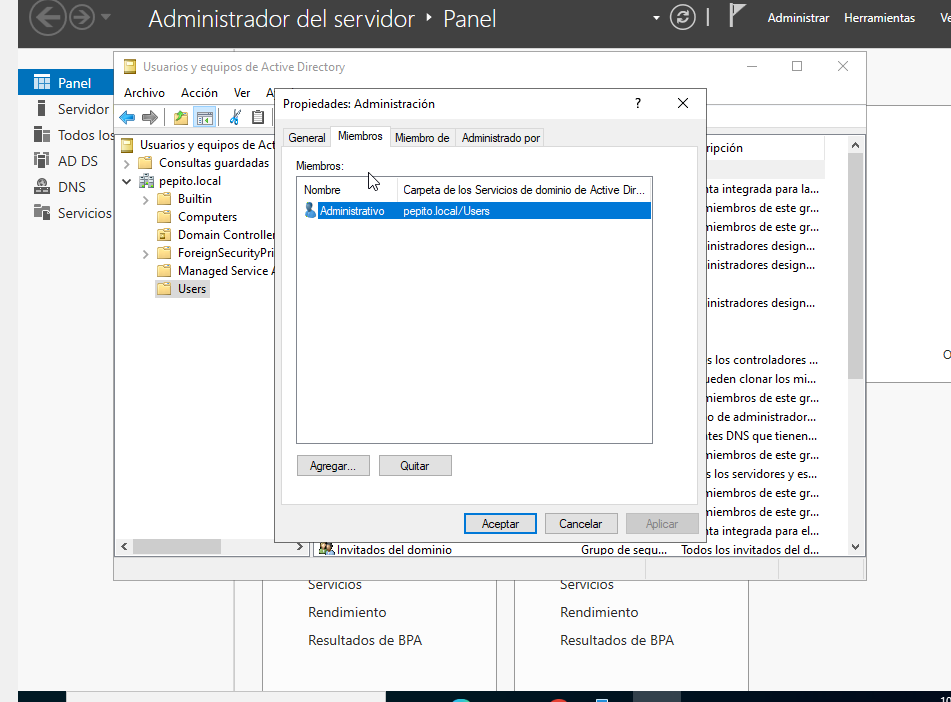 Administrador del servidor ‣ Panel
Administrar Herramientas Ve
Panel
Servidor
Todos los
AD DS
DNS
Servicios
Usuarios y equipos de Active Directory
Archivo Acción Ver A
Usuarios y equipos de Act
Consultas guardadas
pepito.local
Builtin
Computers
Domain Controller
ForeignSecurityPri
Managed Service A
Users
Propiedades: Administración
? 
General Miembros Miembro de Administrado por
Miembros:
Nombre Carpeta de los Servicios de dominio de Active Dir...
Administrativo pepito.local/Users
Agregar... Quitar
Aceptar Cancelar Aplicar
ripción
ta integrada para la...
miembros de este gr...
miembros de este gr...
inistradores design...
inistradores design...
inistradores design...
s los controladores ...
ueden clonar los mi...
miembros de este gr...
o de administrador...
tes DNS que tienen...
miembros de este gr...
s los servidores y es...
miembros de este gr...
miembros de este gr...
ta integrada para el...
Invitados del dominio Grupo de segu... Todos los invitados del d...
O
Servicios
Rendimiento
Resultados de BPA
Servicios
Rendimiento
Resultados de BPA
10